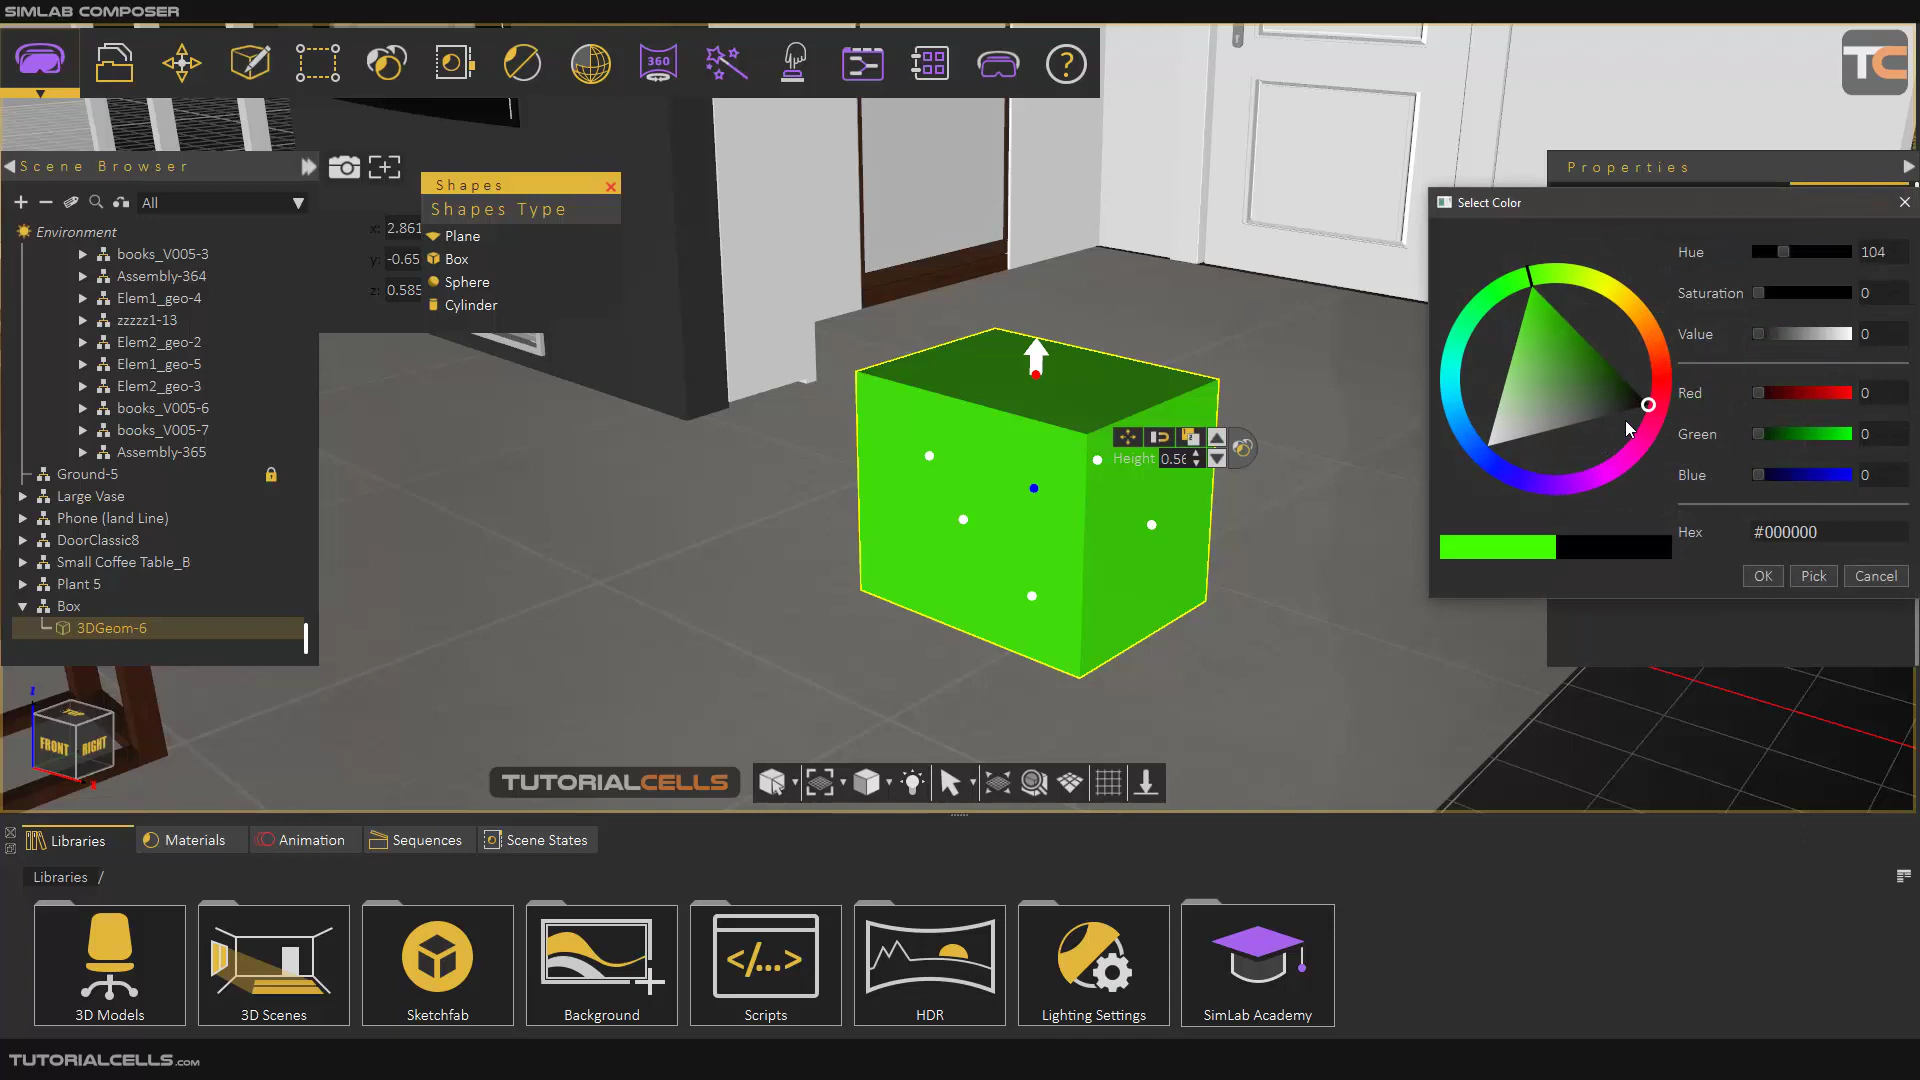 SIMLAB COMPOSER
360
?
TC
Scene Browser
All
Environment
books_V005-3
Assembly-364
Elem1_geo-4
zzzzz1-13
Elem2_geo-2
Elem1_geo-5
Elem2_geo-3
books_V005-6
books_V005-7
Assembly-365
Ground-5
Large Vase
Phone (land Line)
DoorClassic8
Small Coffee Table_B
Plant 5
Box
3DGeom-6
x: 2.861
y: -0.65
z: 0.585
Shapes
Shapes Type
Plane
Box
Sphere
Cylinder
Height 0.56
Properties
Select Color
Hue 104
Saturation 0
Value 0
Red 0
Green 0
Blue 0
Hex #000000
OK Pick Cancel
TOP
FRONT RIGHT
z
x
TUTORIALCELLS
Libraries Materials Animation Sequences Scene States
Libraries /
</...>
3D Models 3D Scenes Sketchfab Background Scripts HDR Lighting Settings SimLab Academy
TUTORIALCELLS.com